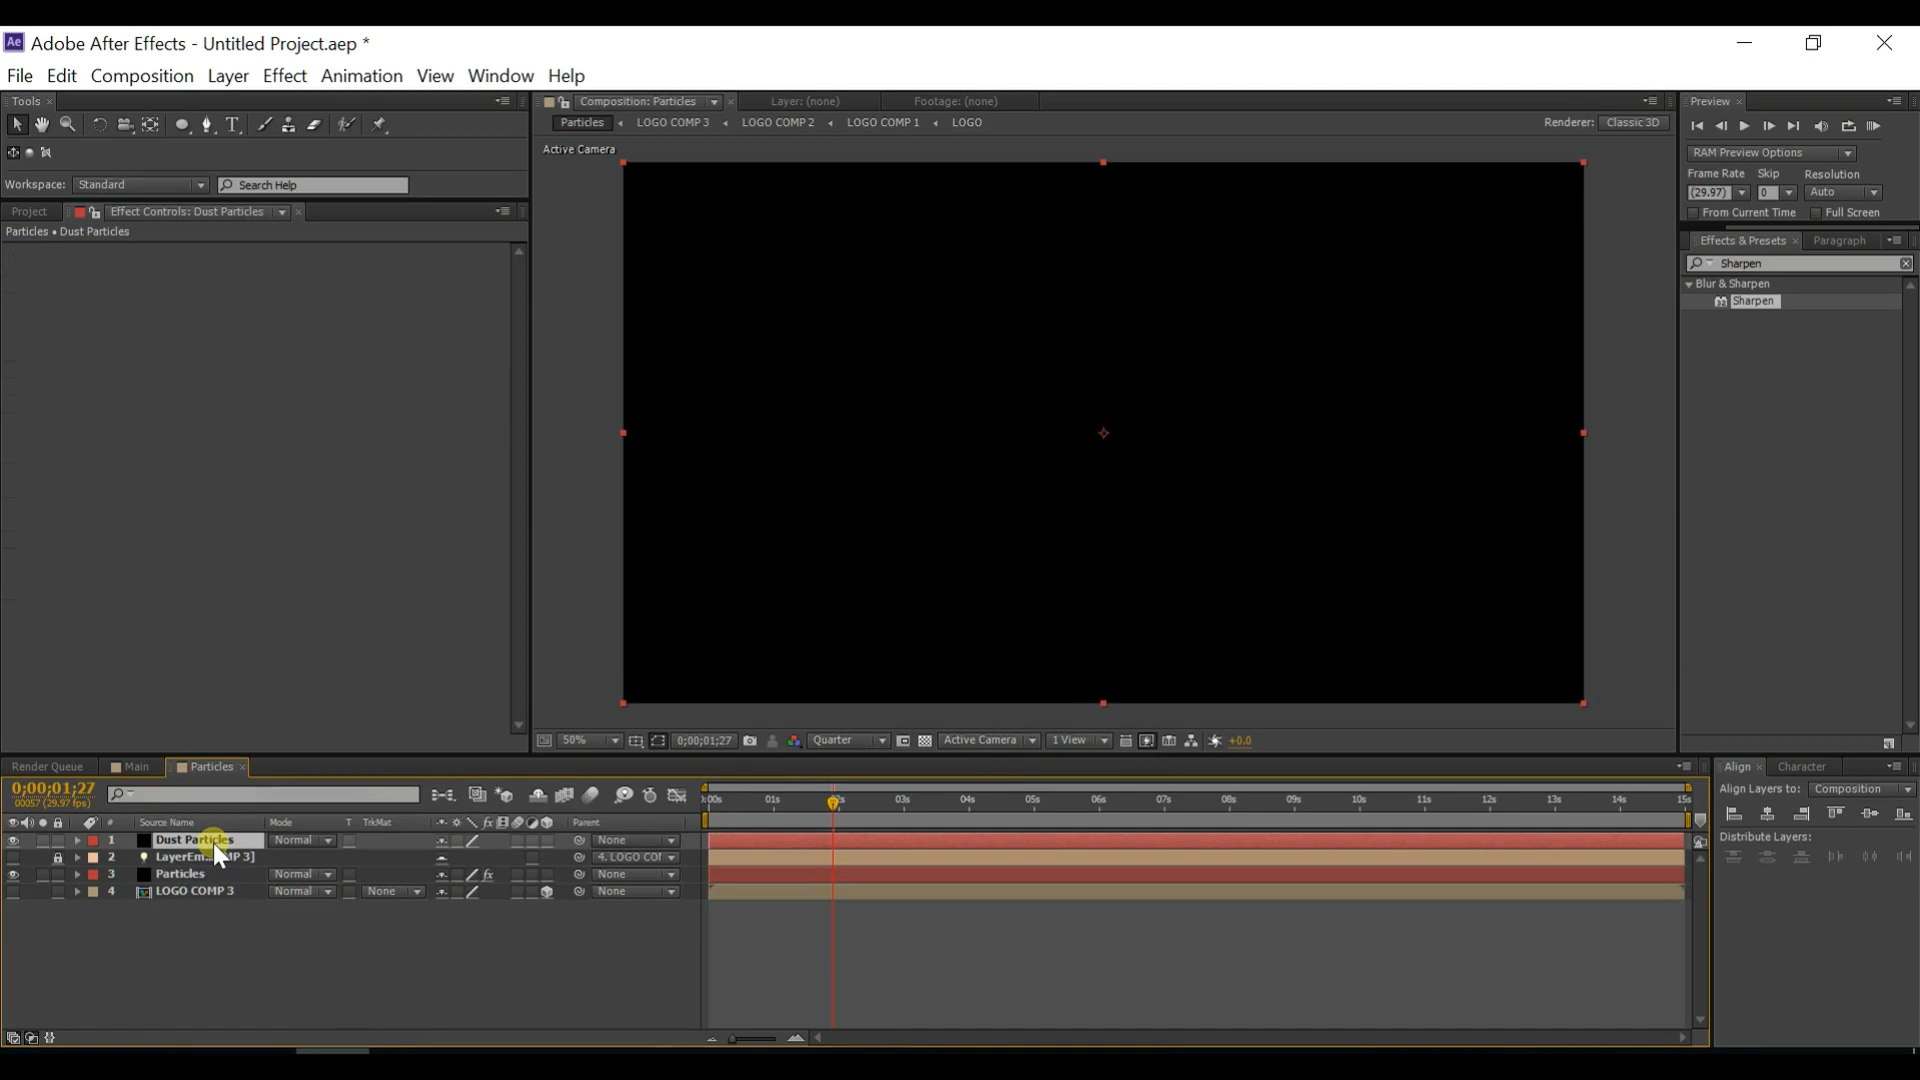 Ae Adobe After Effects - Untitled Project.aep *
File Edit Composition Layer Effect Animation View Window Help
Tools
Workspace: Standard Search Help
Project Effect Controls: Dust Particles
Particles • Dust Particles
Composition: Particles Layer: (none) Footage: (none)
Particles LOGO COMP 3 LOGO COMP 2 LOGO COMP 1 LOGO Renderer: Classic 3D
Active Camera
50% 0;00;01;27 Quarter Active Camera 1 View +0.0
Preview
RAM Preview Options
Frame Rate Skip Resolution
(29.97) 0 Auto
From Current Time Full Screen
Effects & Presets Paragraph
Sharpen
Blur & Sharpen
Sharpen
Render Queue Main Particles
0;00;01;27
00057 (29.97 fps)
# Source Name Mode T TrkMat Parent
1 Dust Particles Normal None
2 4. LOGO COI
3 Particles Normal None
4 LOGO COMP 3 Normal None None
01s 03s 04s 05s 06s 07s 08s 09s 10s 11s 12s 13s 14s 15s
Align Character
Align Layers to: Composition
Distribute Layers: